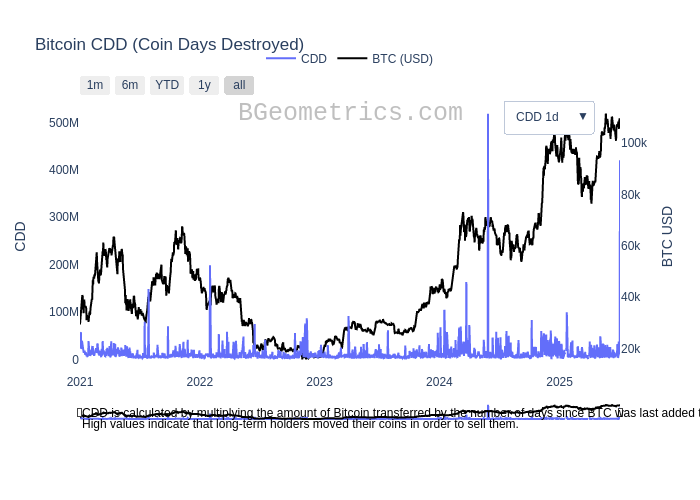 Bitcoin CDD (Coin Days Destroyed)
CDD BTC (USD)
1m 6m YTD 1y all
BGeometrics.com
CDD 1d ▼
500M
400M
300M
200M
100M
0
CDD
100k
80k
60k
40k
20k
BTC USD
2021 2022 2023 2024 2025
CDD is calculated by multiplying the amount of Bitcoin transferred by the number of days since BTC was last added t
High values indicate that long-term holders moved their coins in order to sell them.